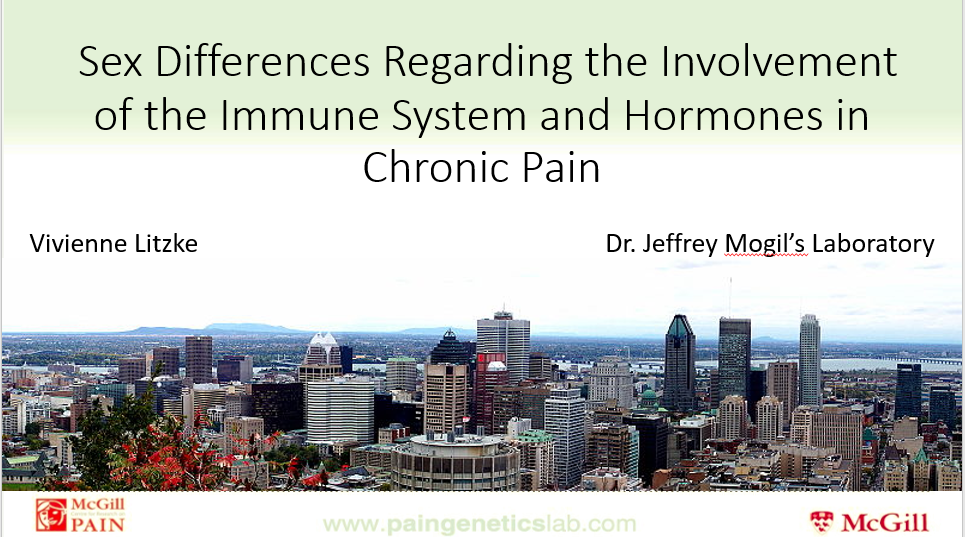 Sex Differences Regarding the Involvement
of the Immune System and Hormones in
Chronic Pain
Vivienne Litzke
Dr. Jeffrey Mogil's Laboratory
McGill
PAIN
www.paingeneticslab.com
McGill